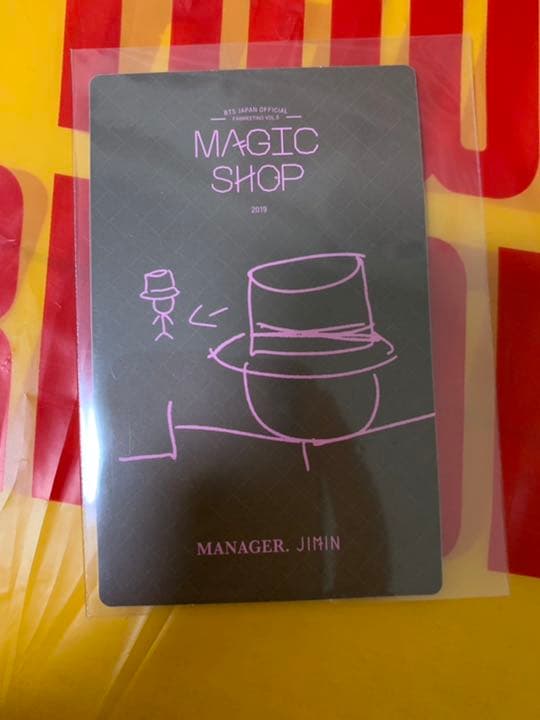 BTS JAPAN OFFICIAL
FANMEETING VOL.5
MAGIC
SHOP
2019
MANAGER. JIMIN